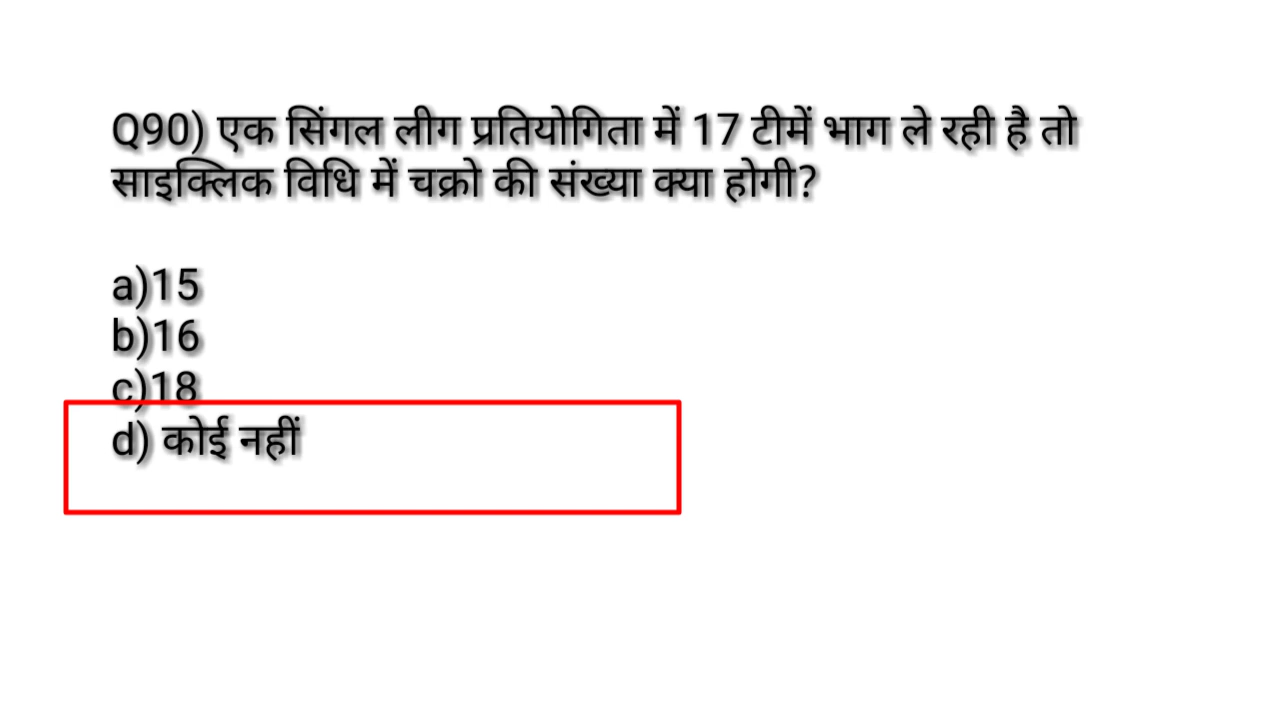 Q90) एक सिंगल लीग प्रतियोगिता में 17 टीमें भाग ले रही है तो
साइक्लिक विधि में चक्रो की संख्या क्या होगी?
a)15
b)16
c)18
d) कोई नहीं